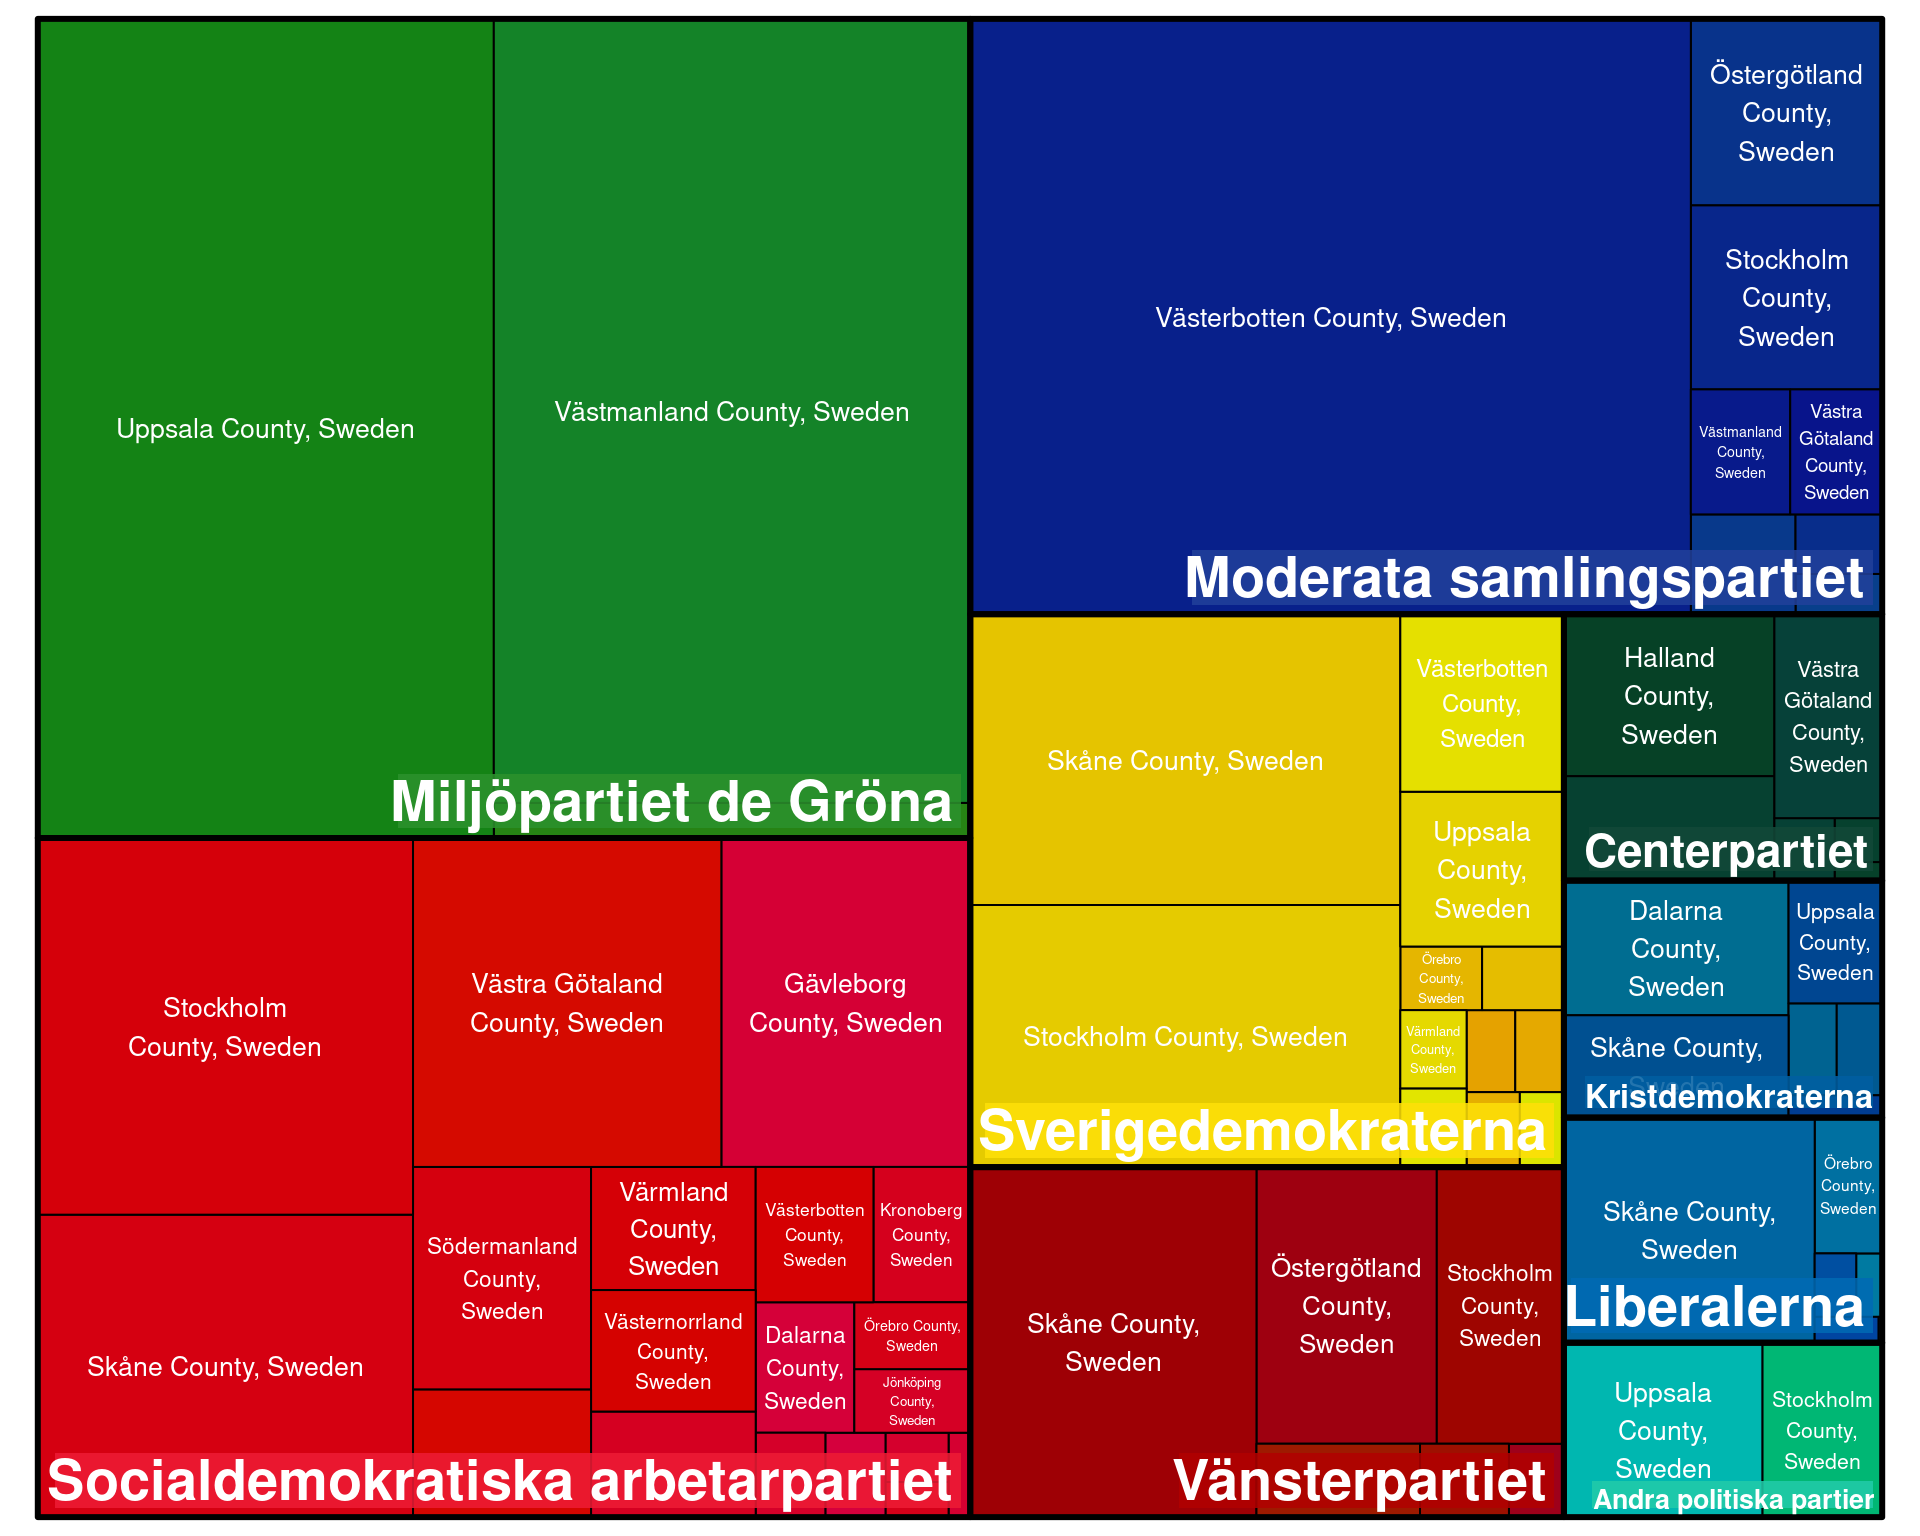 Uppsala County, Sweden
Västmanland County, Sweden
Miljöpartiet de Gröna
Västerbotten County, Sweden
Östergötland
County,
Sweden
Stockholm
County,
Sweden
Västmanland
County,
Sweden
Västra
Götaland
County,
Sweden
Moderata samlingspartiet
Stockholm
County, Sweden
Västra Götaland
County, Sweden
Gävleborg
County, Sweden
Skåne County, Sweden
Södermanland
County,
Sweden
Värmland
County,
Sweden
Västernorrland
County,
Sweden
Västerbotten
County,
Sweden
Kronoberg
County,
Sweden
Dalarna
County,
Sweden
Örebro County,
Sweden
Jönköping
County,
Sweden
Socialdemokratiska arbetarpartiet
Skåne County, Sweden
Stockholm County, Sweden
Västerbotten
County,
Sweden
Uppsala
County,
Sweden
Örebro
County,
Sweden
Värmland
County,
Sweden
Sverigedemokraterna
Skåne County,
Sweden
Östergötland
County,
Sweden
Stockholm
County,
Sweden
Vänsterpartiet
Halland
County,
Sweden
Västra
Götaland
County,
Sweden
Centerpartiet
Dalarna
County,
Sweden
Uppsala
County,
Sweden
Skåne County,
Sweden
Kristdemokraterna
Skåne County,
Sweden
Örebro
County,
Sweden
Liberalerna
Uppsala
County,
Sweden
Stockholm
County,
Sweden
Andra politiska partier